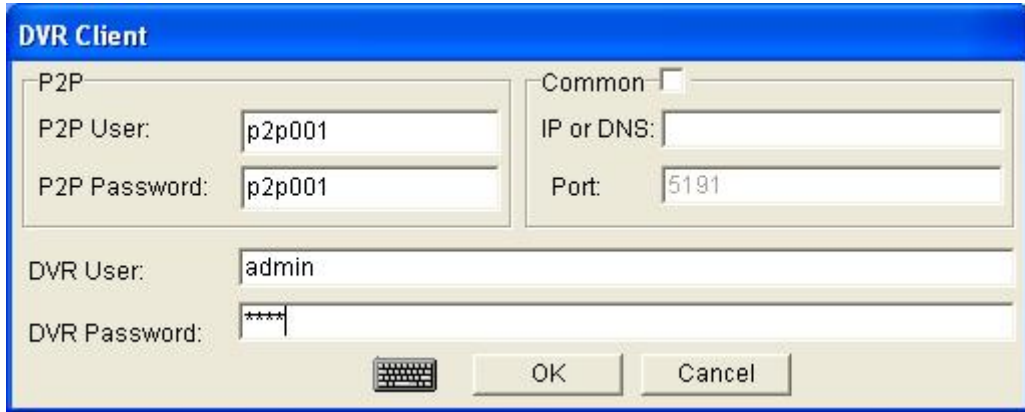 DVR Client
P2P
P2P User: p2p001
P2P Password: p2p001
Common
IP or DNS:
Port: 5191
DVR User: admin
DVR Password: ****
OK Cancel